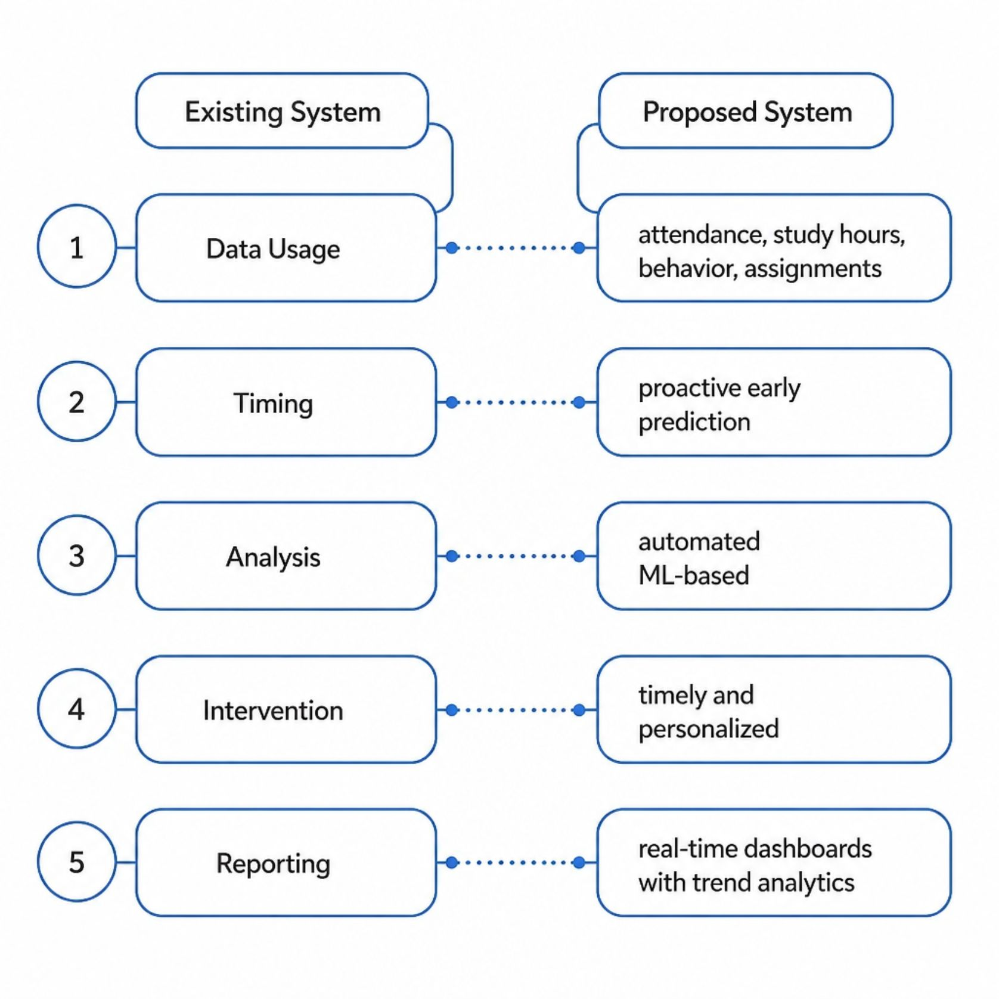 Existing System
Proposed System
1
Data Usage
attendance, study hours,
behavior, assignments
2
Timing
proactive early
prediction
3
Analysis
automated
ML-based
4
Intervention
timely and
personalized
5
Reporting
real-time dashboards
with trend analytics